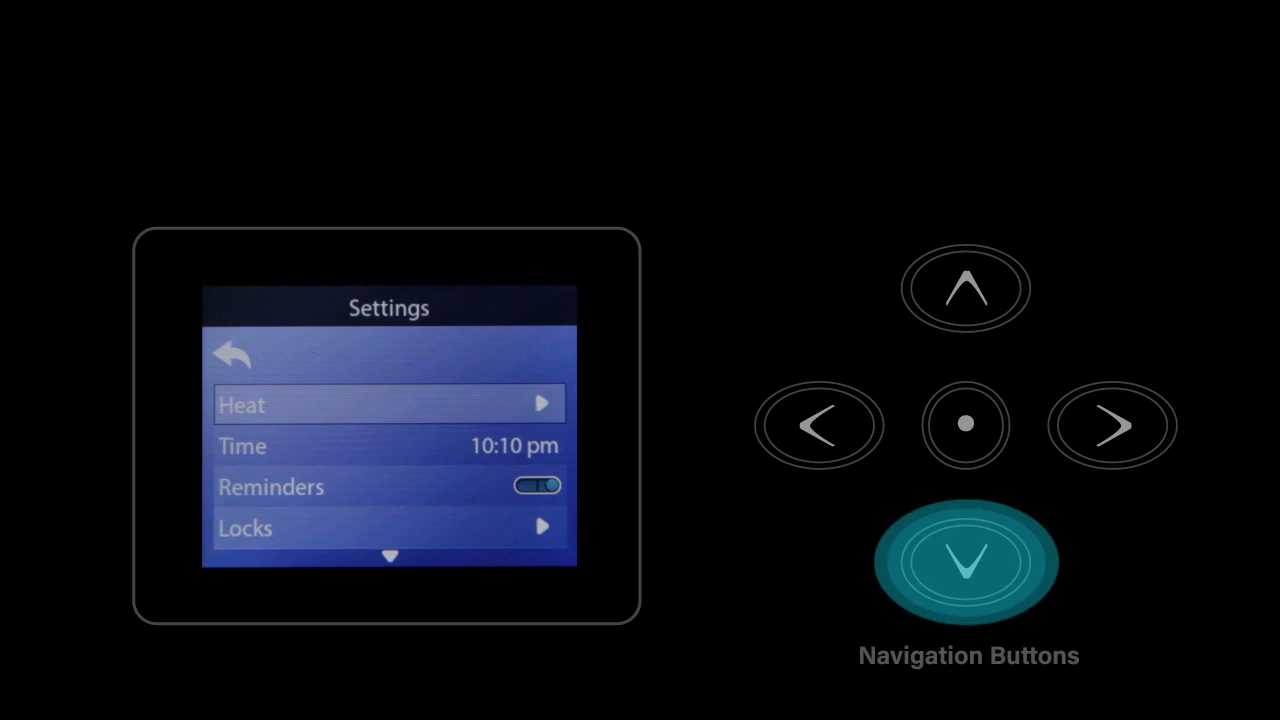 Settings
Heat
Time 10:10 pm
Reminders
Locks
Navigation Buttons